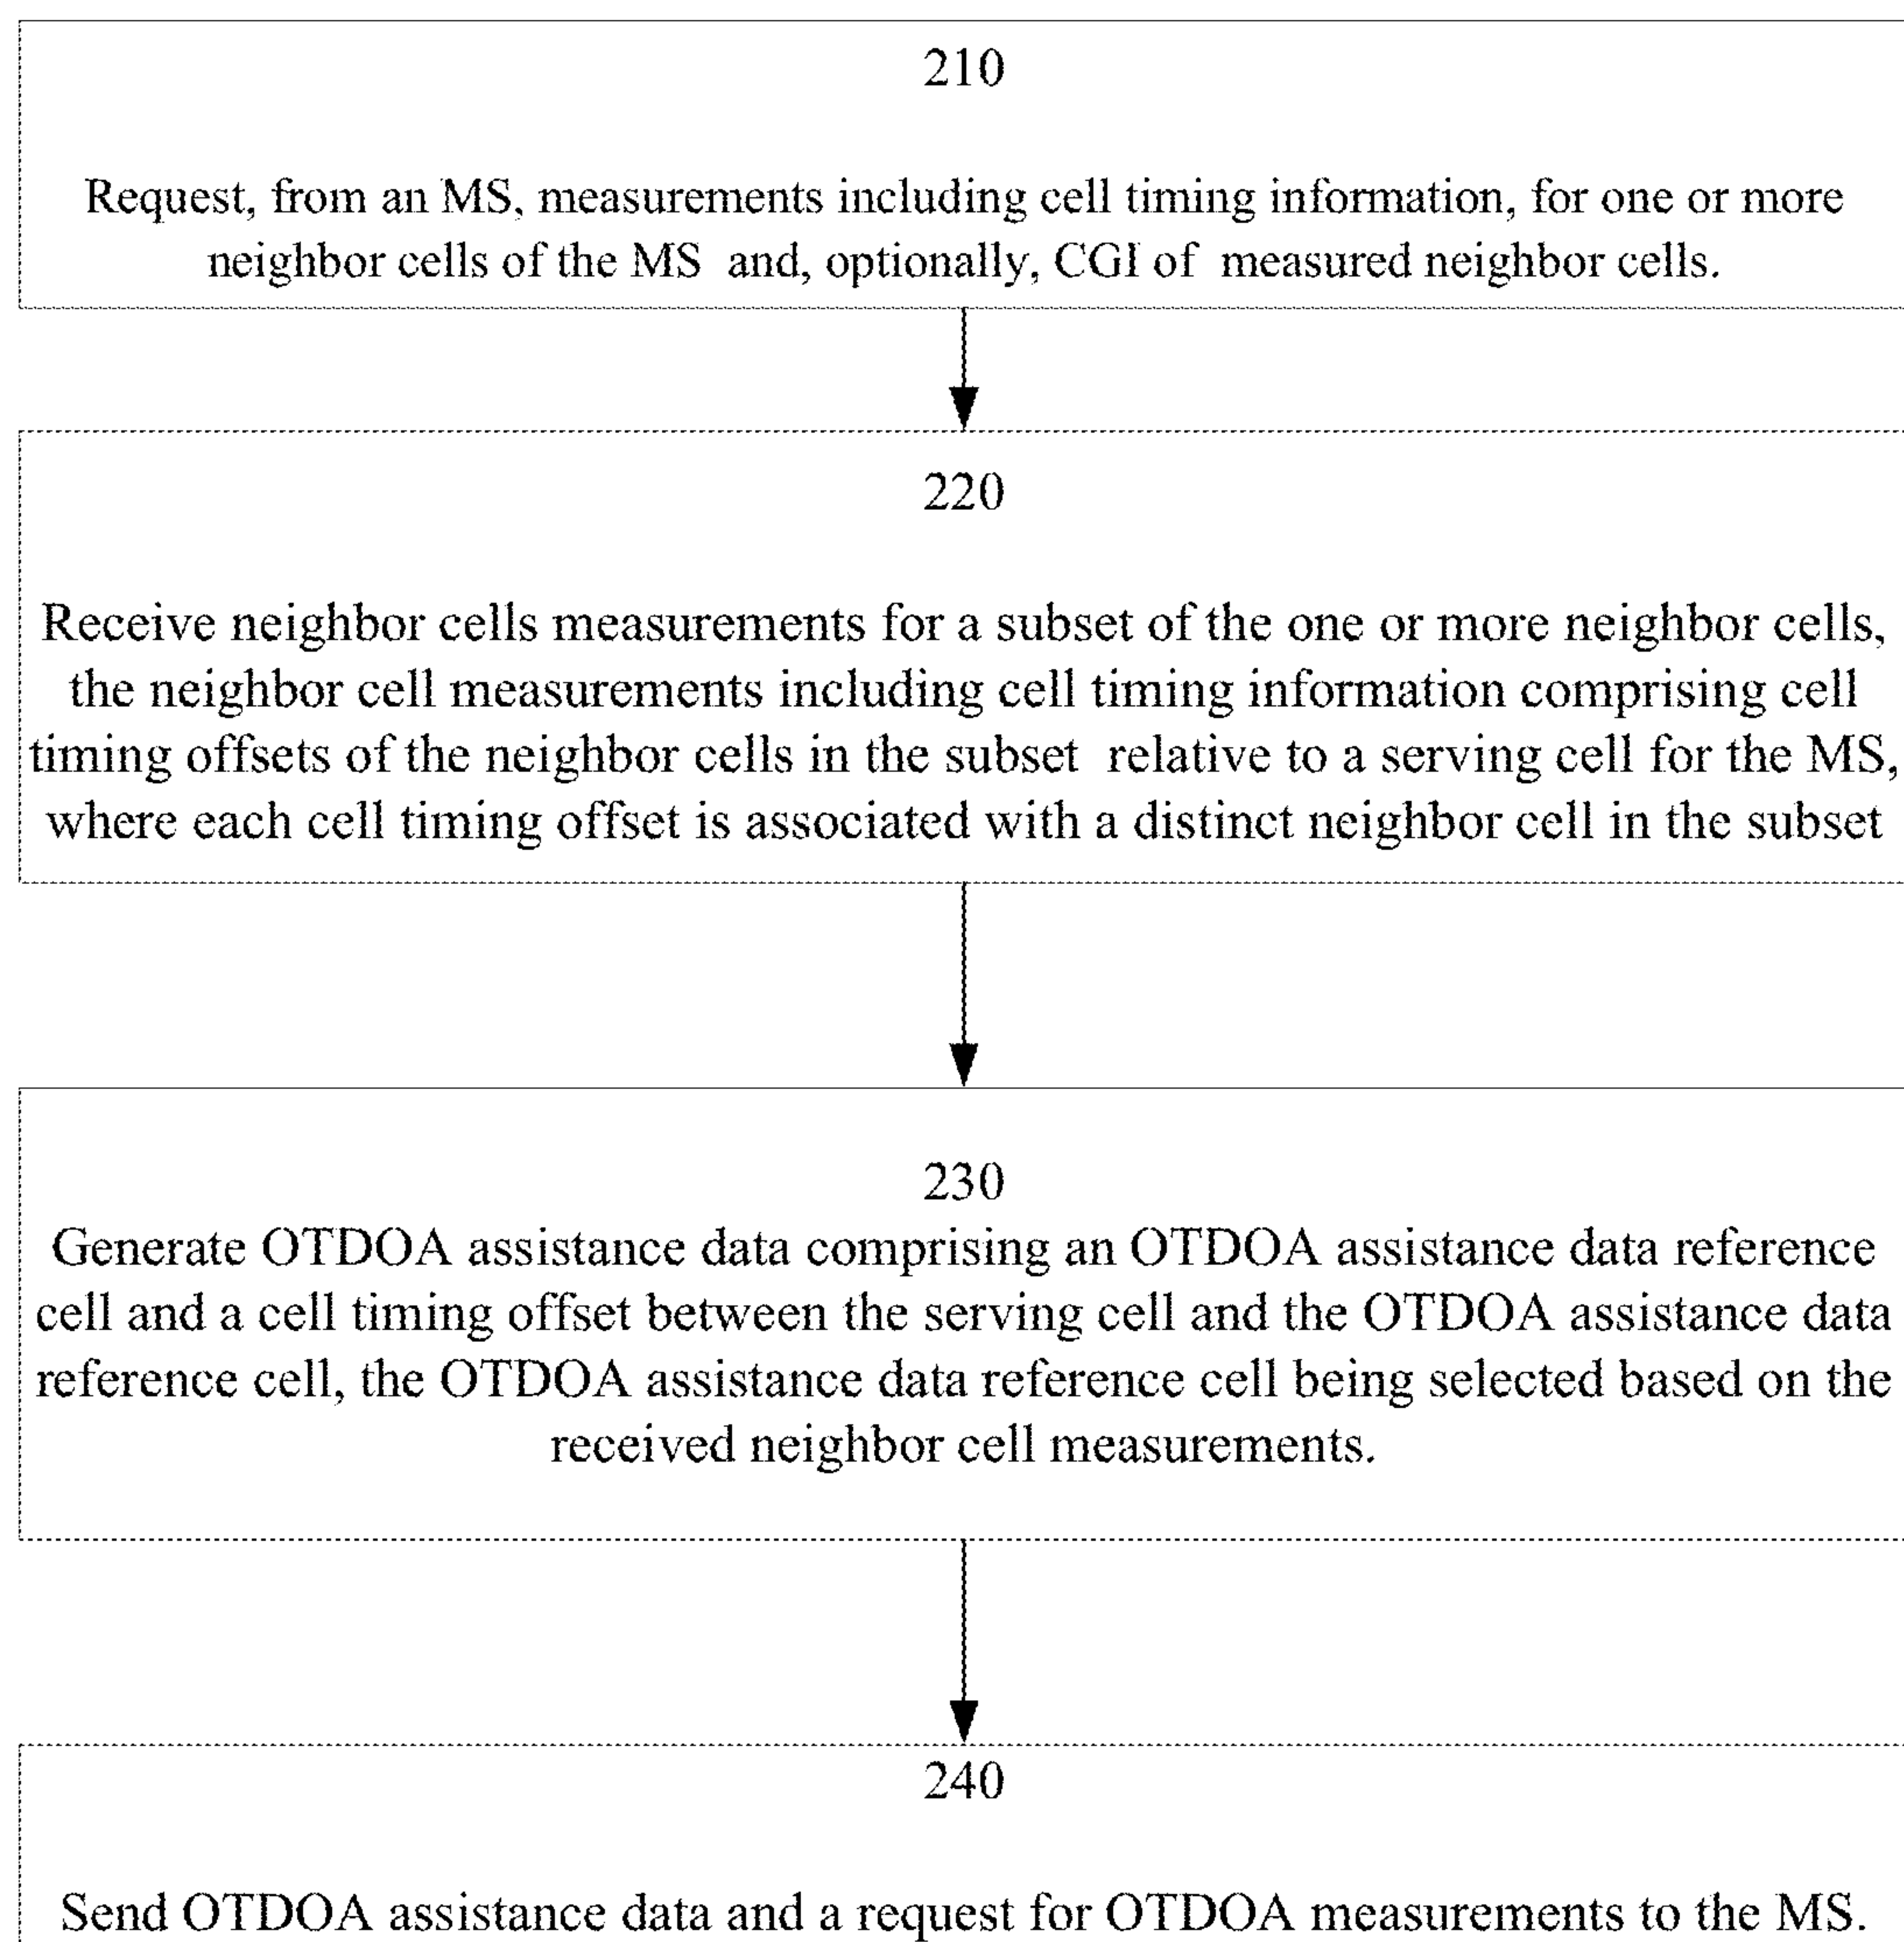 210
Request, from an MS, measurements including cell timing information, for one or more
neighbor cells of the MS and, optionally, CGI of measured neighbor cells.
220
Receive neighbor cells measurements for a subset of the one or more neighbor cells,
the neighbor cell measurements including cell timing information comprising cell
timing offsets of the neighbor cells in the subset relative to a serving cell for the MS,
where each cell timing offset is associated with a distinct neighbor cell in the subset
230
Generate OTDOA assistance data comprising an OTDOA assistance data reference
cell and a cell timing offset between the serving cell and the OTDOA assistance data
reference cell, the OTDOA assistance data reference cell being selected based on the
received neighbor cell measurements.
240
Send OTDOA assistance data and a request for OTDOA measurements to the MS.